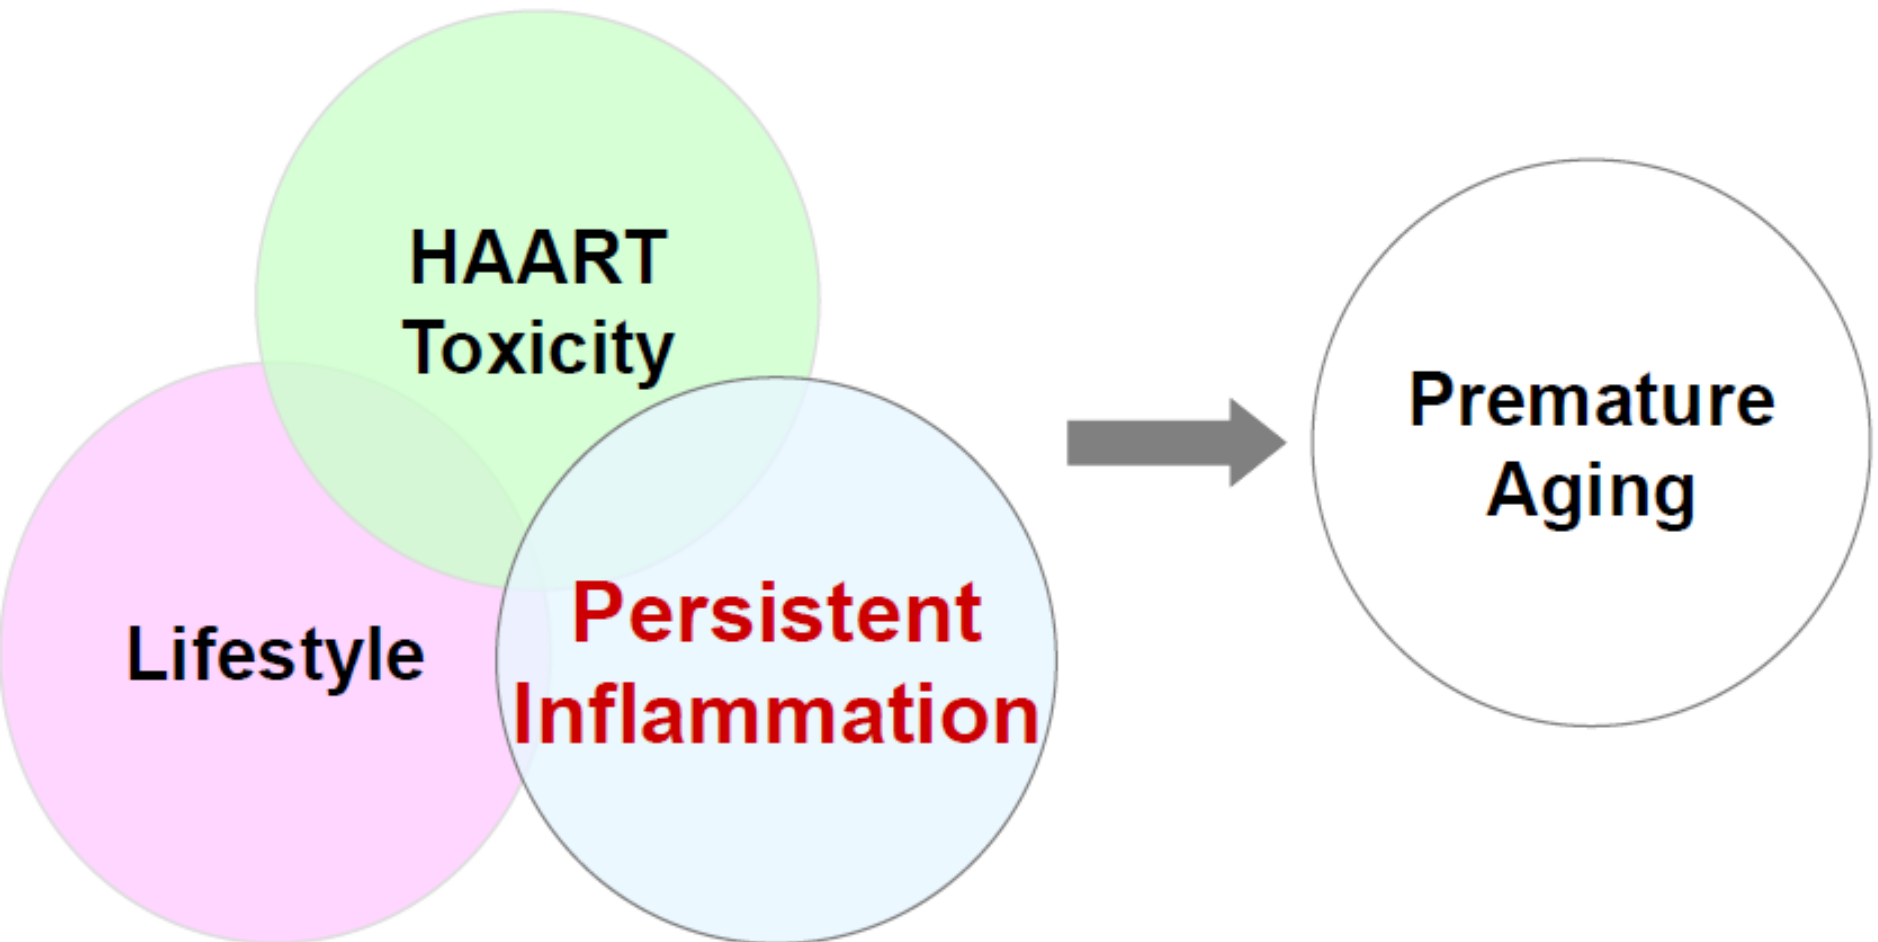 HAART
Toxicity
Lifestyle
Persistent
Inflammation
Premature
Aging